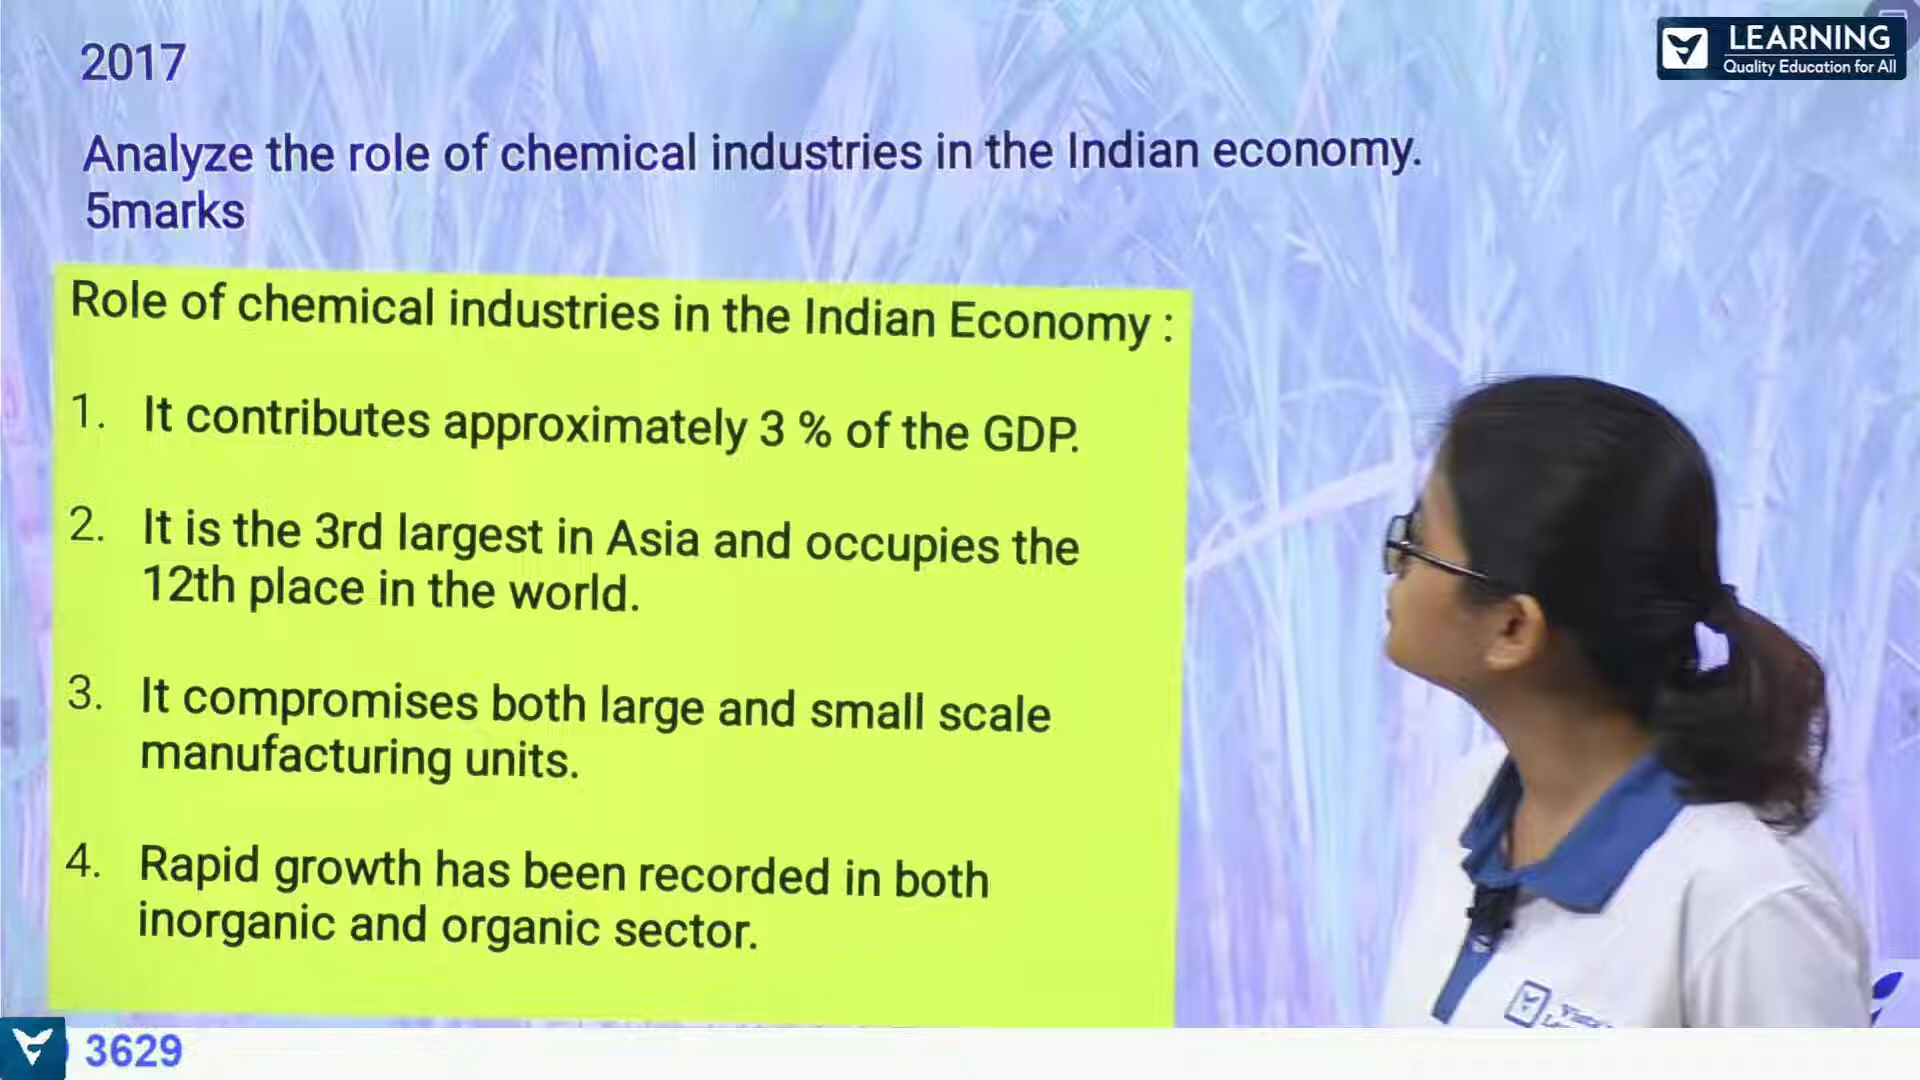 2017
LEARNING
Quality Education for All
Analyze the role of chemical industries in the Indian economy.
5marks
Role of chemical industries in the Indian Economy :
1. It contributes approximately 3 % of the GDP.
2. It is the 3rd largest in Asia and occupies the
12th place in the world.
3. It compromises both large and small scale
manufacturing units.
4. Rapid growth has been recorded in both
inorganic and organic sector.
3629